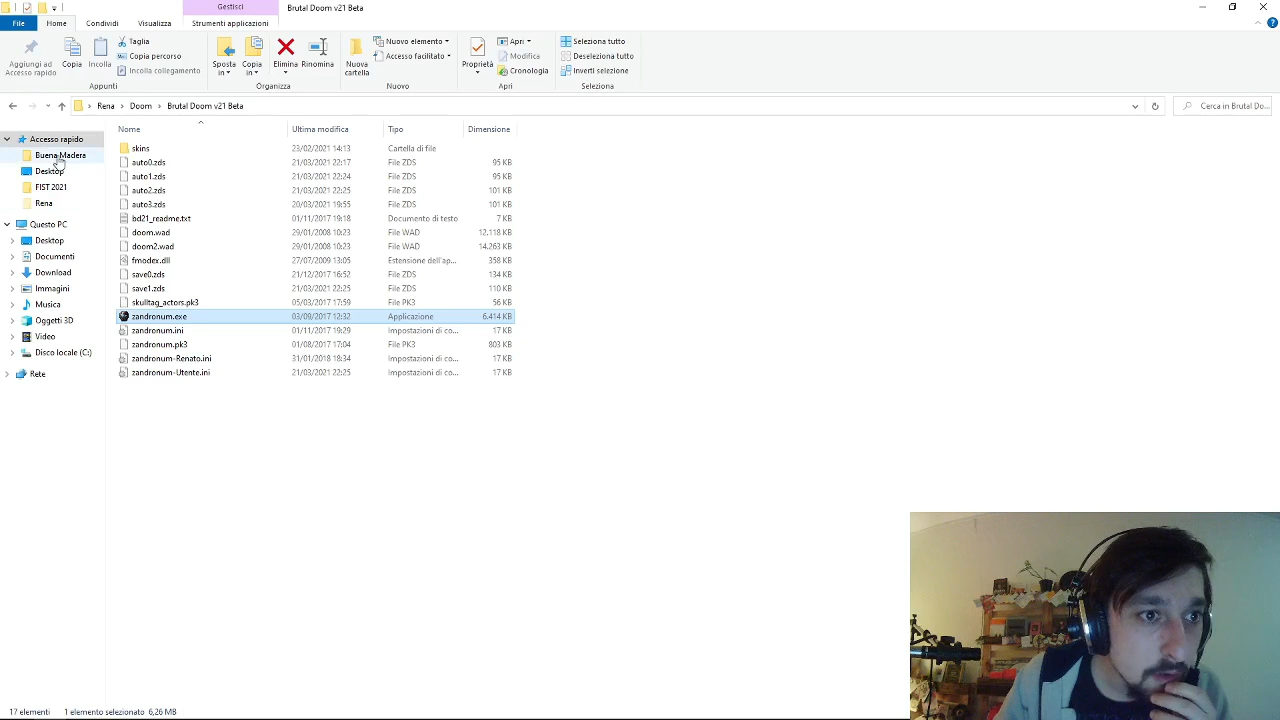 Gestisci
Brutal Doom v21 Beta
File
Home
Condividi
Visualizza
Strumenti applicazioni
Aggiungi ad
Accesso rapido
Copia
Incolla
Taglia
Copia percorso
Incolla collegamento
Appunti
Sposta
in
Copia
in
Elimina
Rinomina
Organizza
Nuova
cartella
Nuovo elemento
Accesso facilitato
Nuovo
Proprietà
Apri
Modifica
Cronologia
Apri
Seleziona tutto
Deseleziona tutto
Inverti selezione
Seleziona
Rena > Doom > Brutal Doom v21 Beta
Cerca in Brutal Do...
Accesso rapido
Buena Madera
Desktop
FIST 2021
Rena
Questo PC
Desktop
Documenti
Download
Immagini
Musica
Oggetti 3D
Video
Disco locale (C:)
Rete
Nome Ultima modifica Tipo Dimensione
skins 23/02/2021 14:13 Cartella di file
auto0.zds 21/03/2021 22:17 File ZDS 95 KB
auto1.zds 21/03/2021 22:24 File ZDS 95 KB
auto2.zds 21/03/2021 22:25 File ZDS 101 KB
auto3.zds 20/03/2021 19:55 File ZDS 101 KB
bd21_readme.txt 01/11/2017 19:18 Documento di testo 7 KB
doom.wad 29/01/2008 10:23 File WAD 12.118 KB
doom2.wad 29/01/2008 10:23 File WAD 14.263 KB
fmodex.dll 27/07/2009 13:05 Estensione dell'ap... 358 KB
save0.zds 21/12/2017 16:52 File ZDS 134 KB
save1.zds 21/03/2021 22:25 File ZDS 110 KB
skulltag_actors.pk3 05/03/2017 17:59 File PK3 56 KB
zandronum.exe 03/09/2017 12:32 Applicazione 6.414 KB
zandronum.ini 01/11/2017 19:29 Impostazioni di co... 17 KB
zandronum.pk3 01/08/2017 17:04 File PK3 803 KB
zandronum-Renato.ini 31/01/2018 18:34 Impostazioni di co... 17 KB
zandronum-Utente.ini 21/03/2021 22:25 Impostazioni di co... 17 KB
17 elementi 1 elemento selezionato 6,26 MB